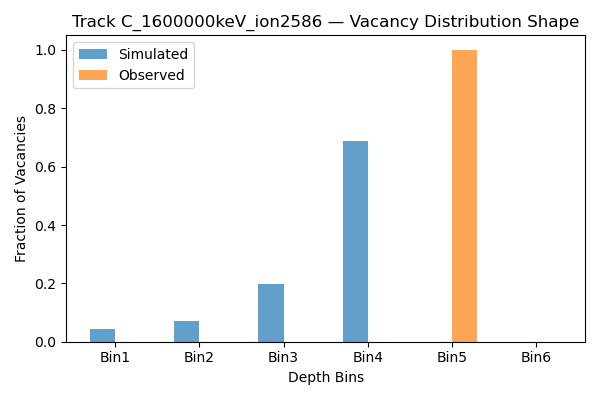 Track C_1600000keV_ion2586 — Vacancy Distribution Shape
Simulated
Observed
Fraction of Vacancies
1.0
0.8
0.6
0.4
0.2
0.0
Bin1 Bin2 Bin3 Bin4 Bin5 Bin6
Depth Bins